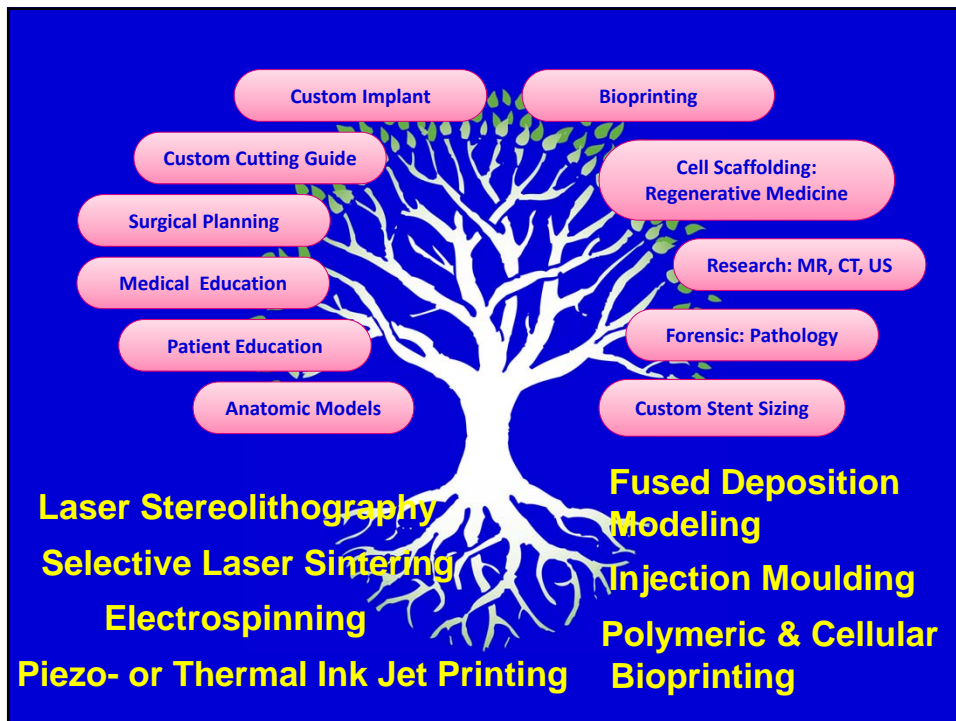 Custom Implant
Bioprinting
Custom Cutting Guide
Cell Scaffolding:
Regenerative Medicine
Surgical Planning
Research: MR, CT, US
Medical  Education
Forensic: Pathology
Patient Education
Anatomic Models
Custom Stent Sizing
Laser Stereolithography
Selective Laser Sintering
Electrospinning
Piezo- or Thermal Ink Jet Printing
Fused Deposition
Modeling
Injection Moulding
Polymeric & Cellular
Bioprinting